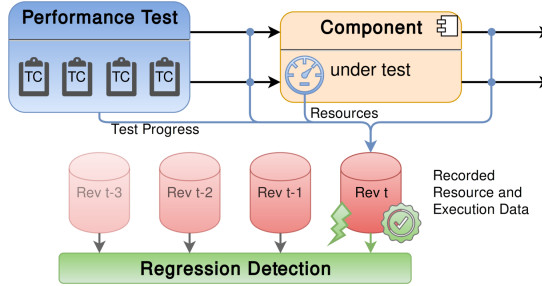 Performance Test
TC TC TC TC
Component
under test
Test Progress
Resources
Rev t-3
Rev t-2
Rev t-1
Rev t
Recorded
Resource and
Execution Data
Regression Detection